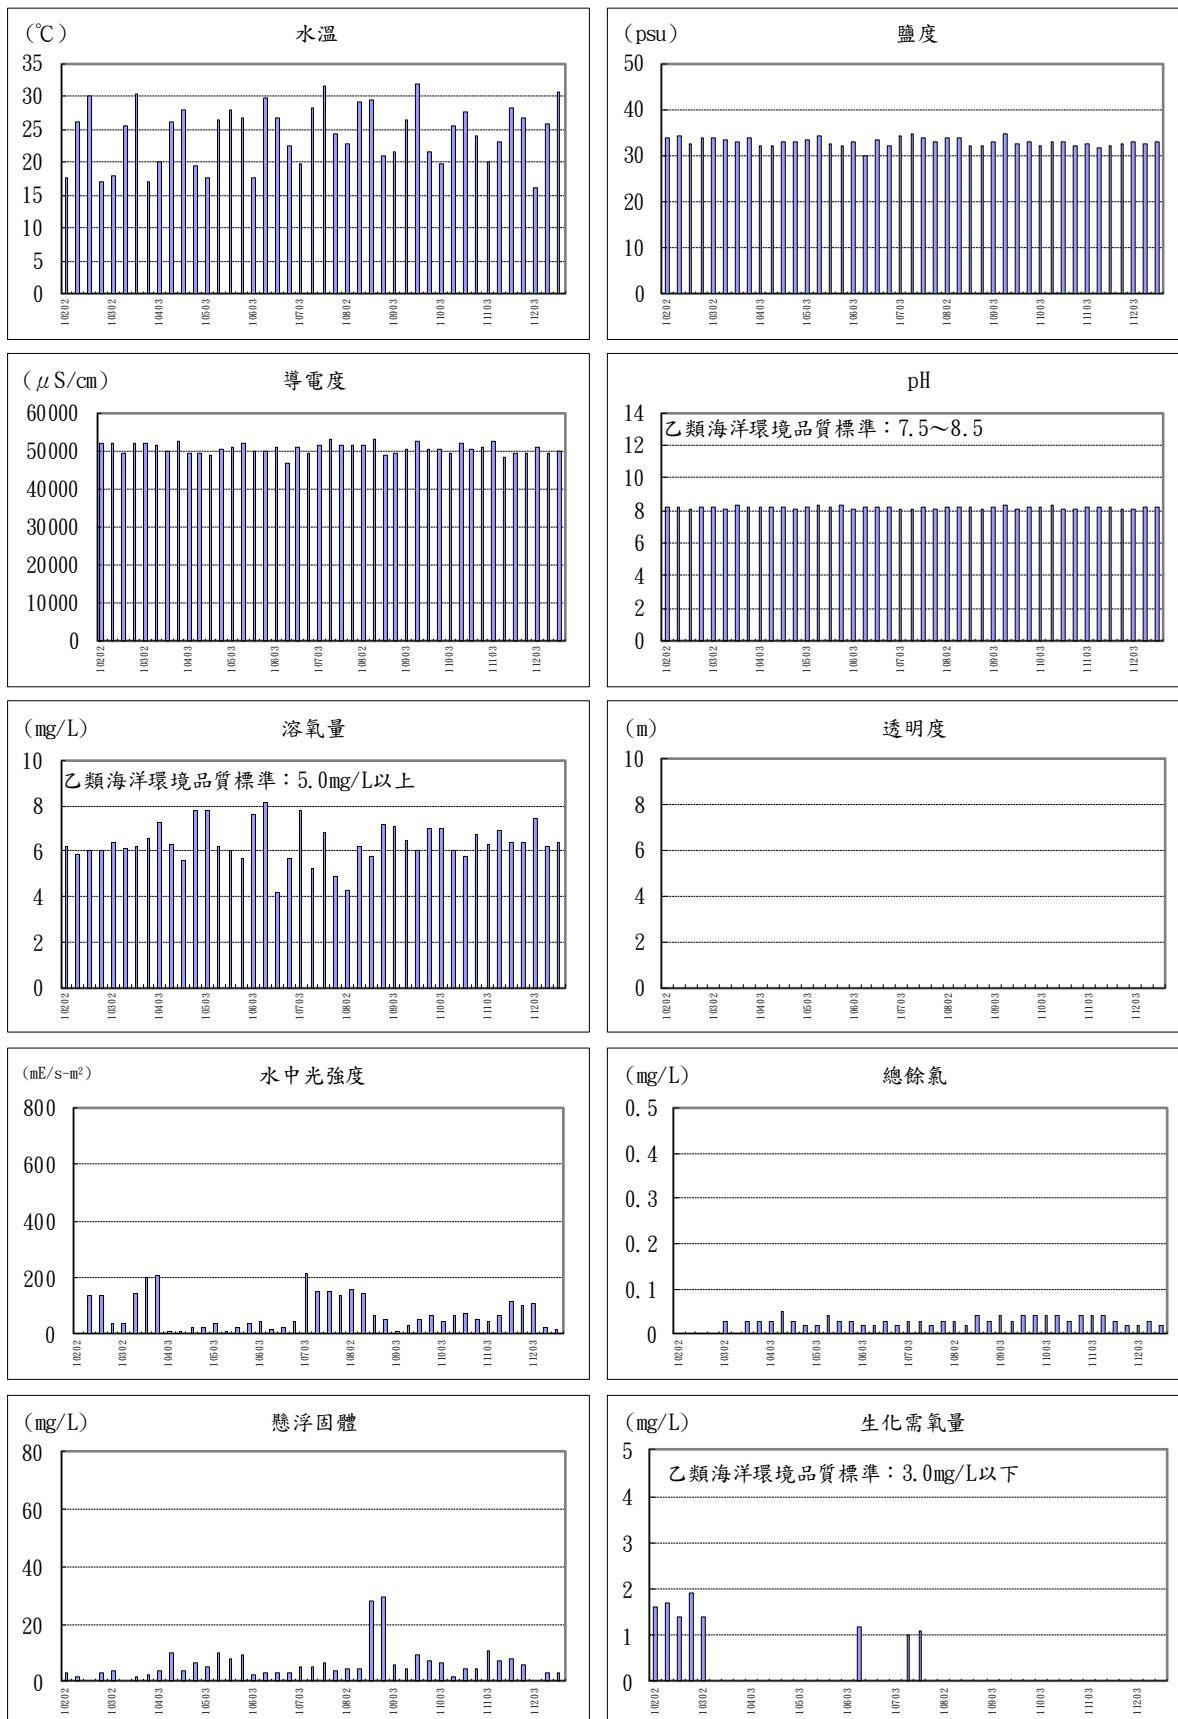 (℃) 水溫
35
30
25
20
15
10
5
0
10202 10302 10403 10503 10603 10703 10802 10903 11003 11103 11203
(psu) 鹽度
50
40
30
20
10
0
10202 10302 10403 10503 10603 10703 10802 10903 11003 11103 11203
(μS/cm) 導電度
60000
50000
40000
30000
20000
10000
0
10202 10302 10403 10503 10603 10703 10802 10903 11003 11103 11203
pH
14
乙類海洋環境品質標準：7.5～8.5
12
10
8
6
4
2
0
10202 10302 10403 10503 10603 10703 10802 10903 11003 11103 11203
(mg/L) 溶氧量
10
乙類海洋環境品質標準：5.0mg/L以上
8
6
4
2
0
10202 10302 10403 10503 10603 10703 10802 10903 11003 11103 11203
(m) 透明度
10
8
6
4
2
0
10202 10302 10403 10503 10603 10703 10802 10903 11003 11103 11203
(mE/s-m²) 水中光強度
800
600
400
200
0
10202 10302 10403 10503 10603 10703 10802 10903 11003 11103 11203
(mg/L) 總餘氯
0.5
0.4
0.3
0.2
0.1
0
10202 10302 10403 10503 10603 10703 10802 10903 11003 11103 11203
(mg/L) 懸浮固體
80
60
40
20
0
10202 10302 10403 10503 10603 10703 10802 10903 11003 11103 11203
(mg/L) 生化需氧量
5
乙類海洋環境品質標準：3.0mg/L以下
4
3
2
1
0
10202 10302 10403 10503 10603 10703 10802 10903 11003 11103 11203